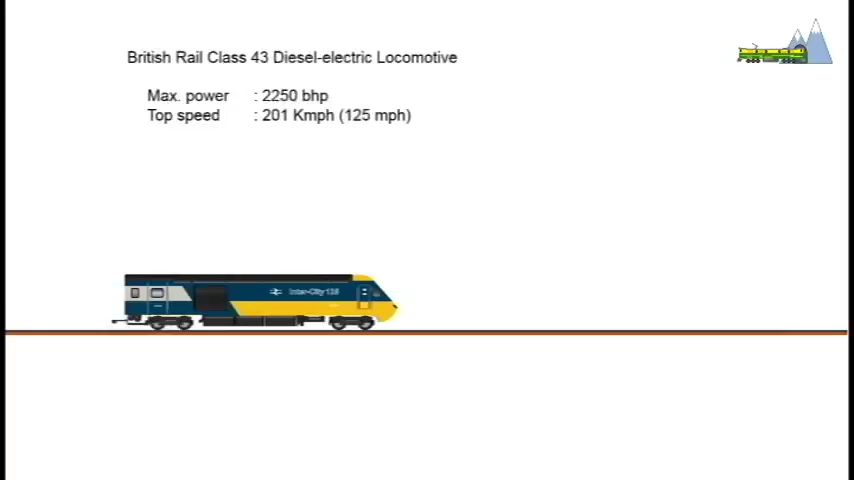 British Rail Class 43 Diesel-electric Locomotive
Max. power : 2250 bhp
Top speed : 201 Kmph (125 mph)
Inter-City 125